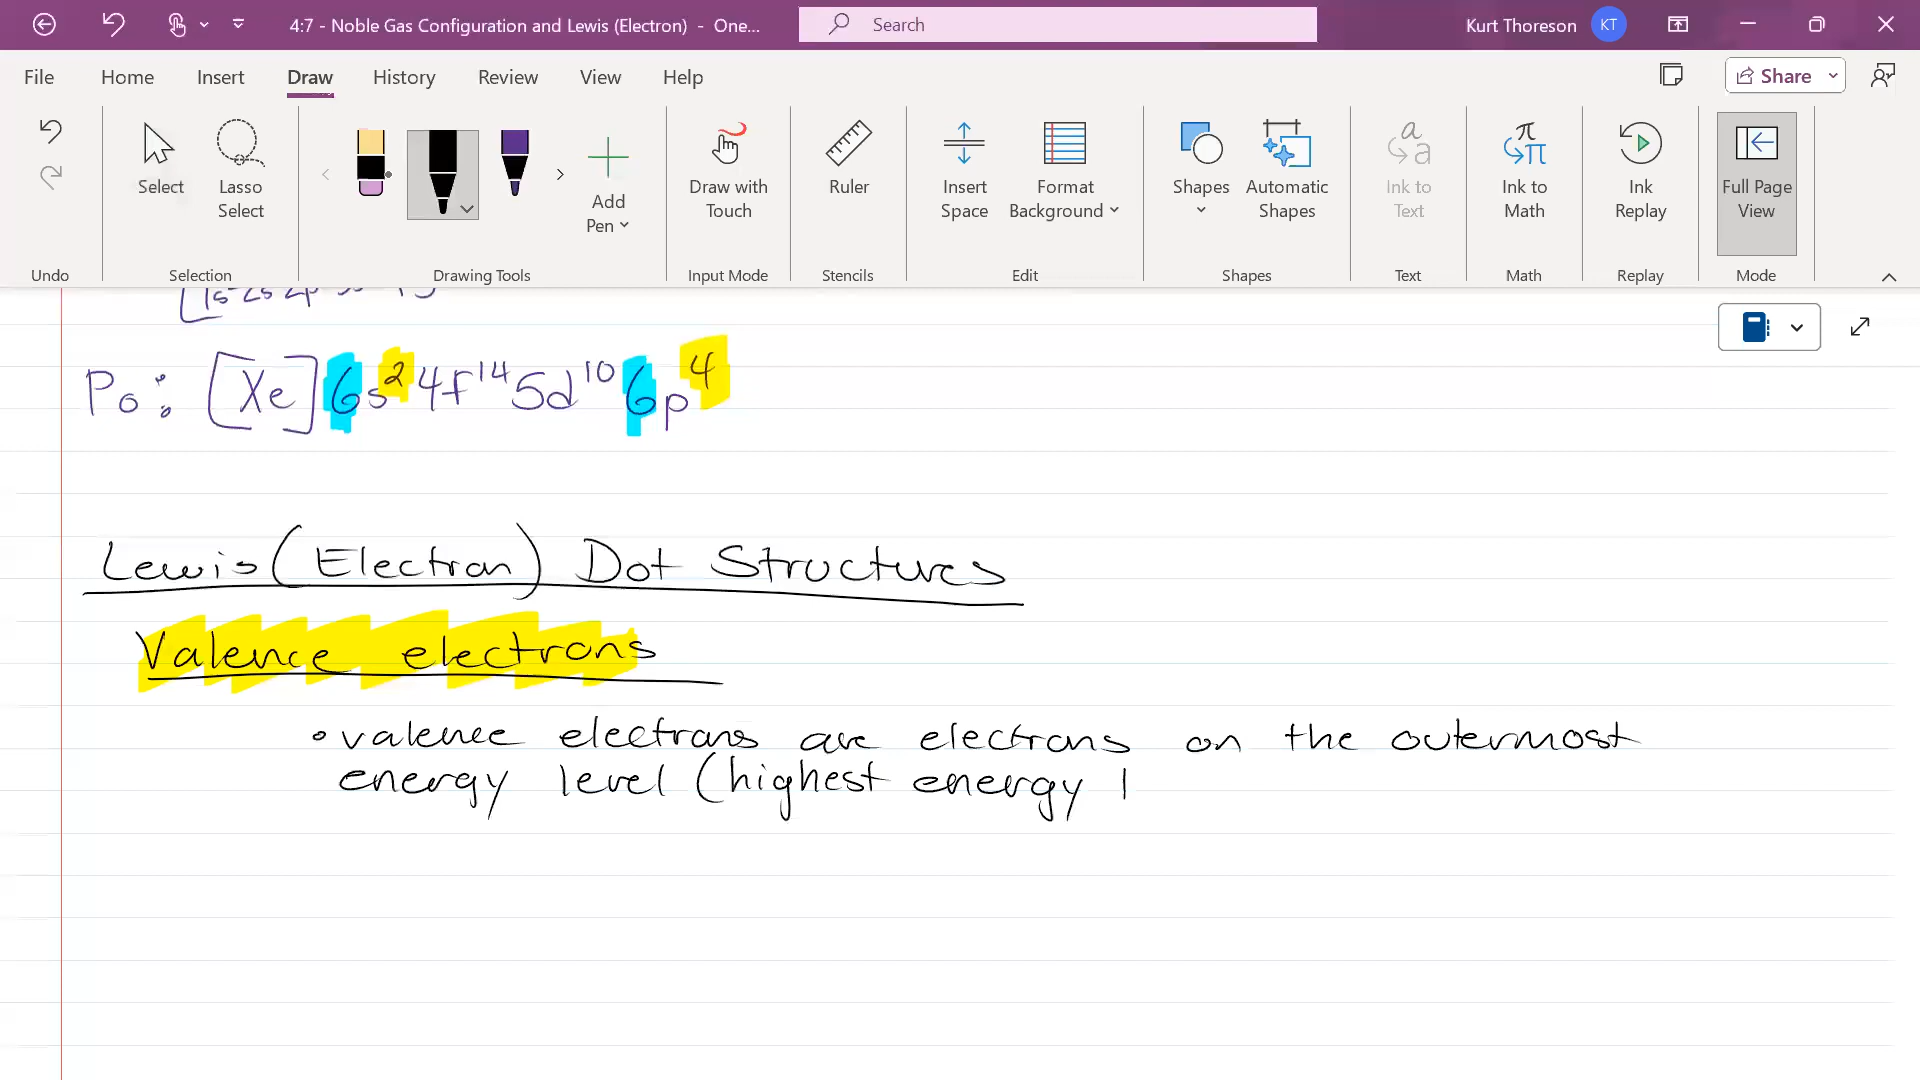 4:7 - Noble Gas Configuration and Lewis (Electron) - One...
Search
Kurt Thoreson
KT
File Home Insert Draw History Review View Help
Share
Select
Lasso Select
Add Pen
Draw with Touch
Ruler
Insert Space
Format Background
Shapes
Automatic Shapes
Ink to Text
Ink to Math
Ink Replay
Full Page View
Undo Selection Drawing Tools Input Mode Stencils Edit Shapes Text Math Replay Mode
Po: [Xe] 6s² 4f¹⁴ 5d¹⁰ 6p⁴
Lewis (Electron) Dot Structures
Valence electrons
• valence electrons are electrons on the outermost
energy level (highest energy l